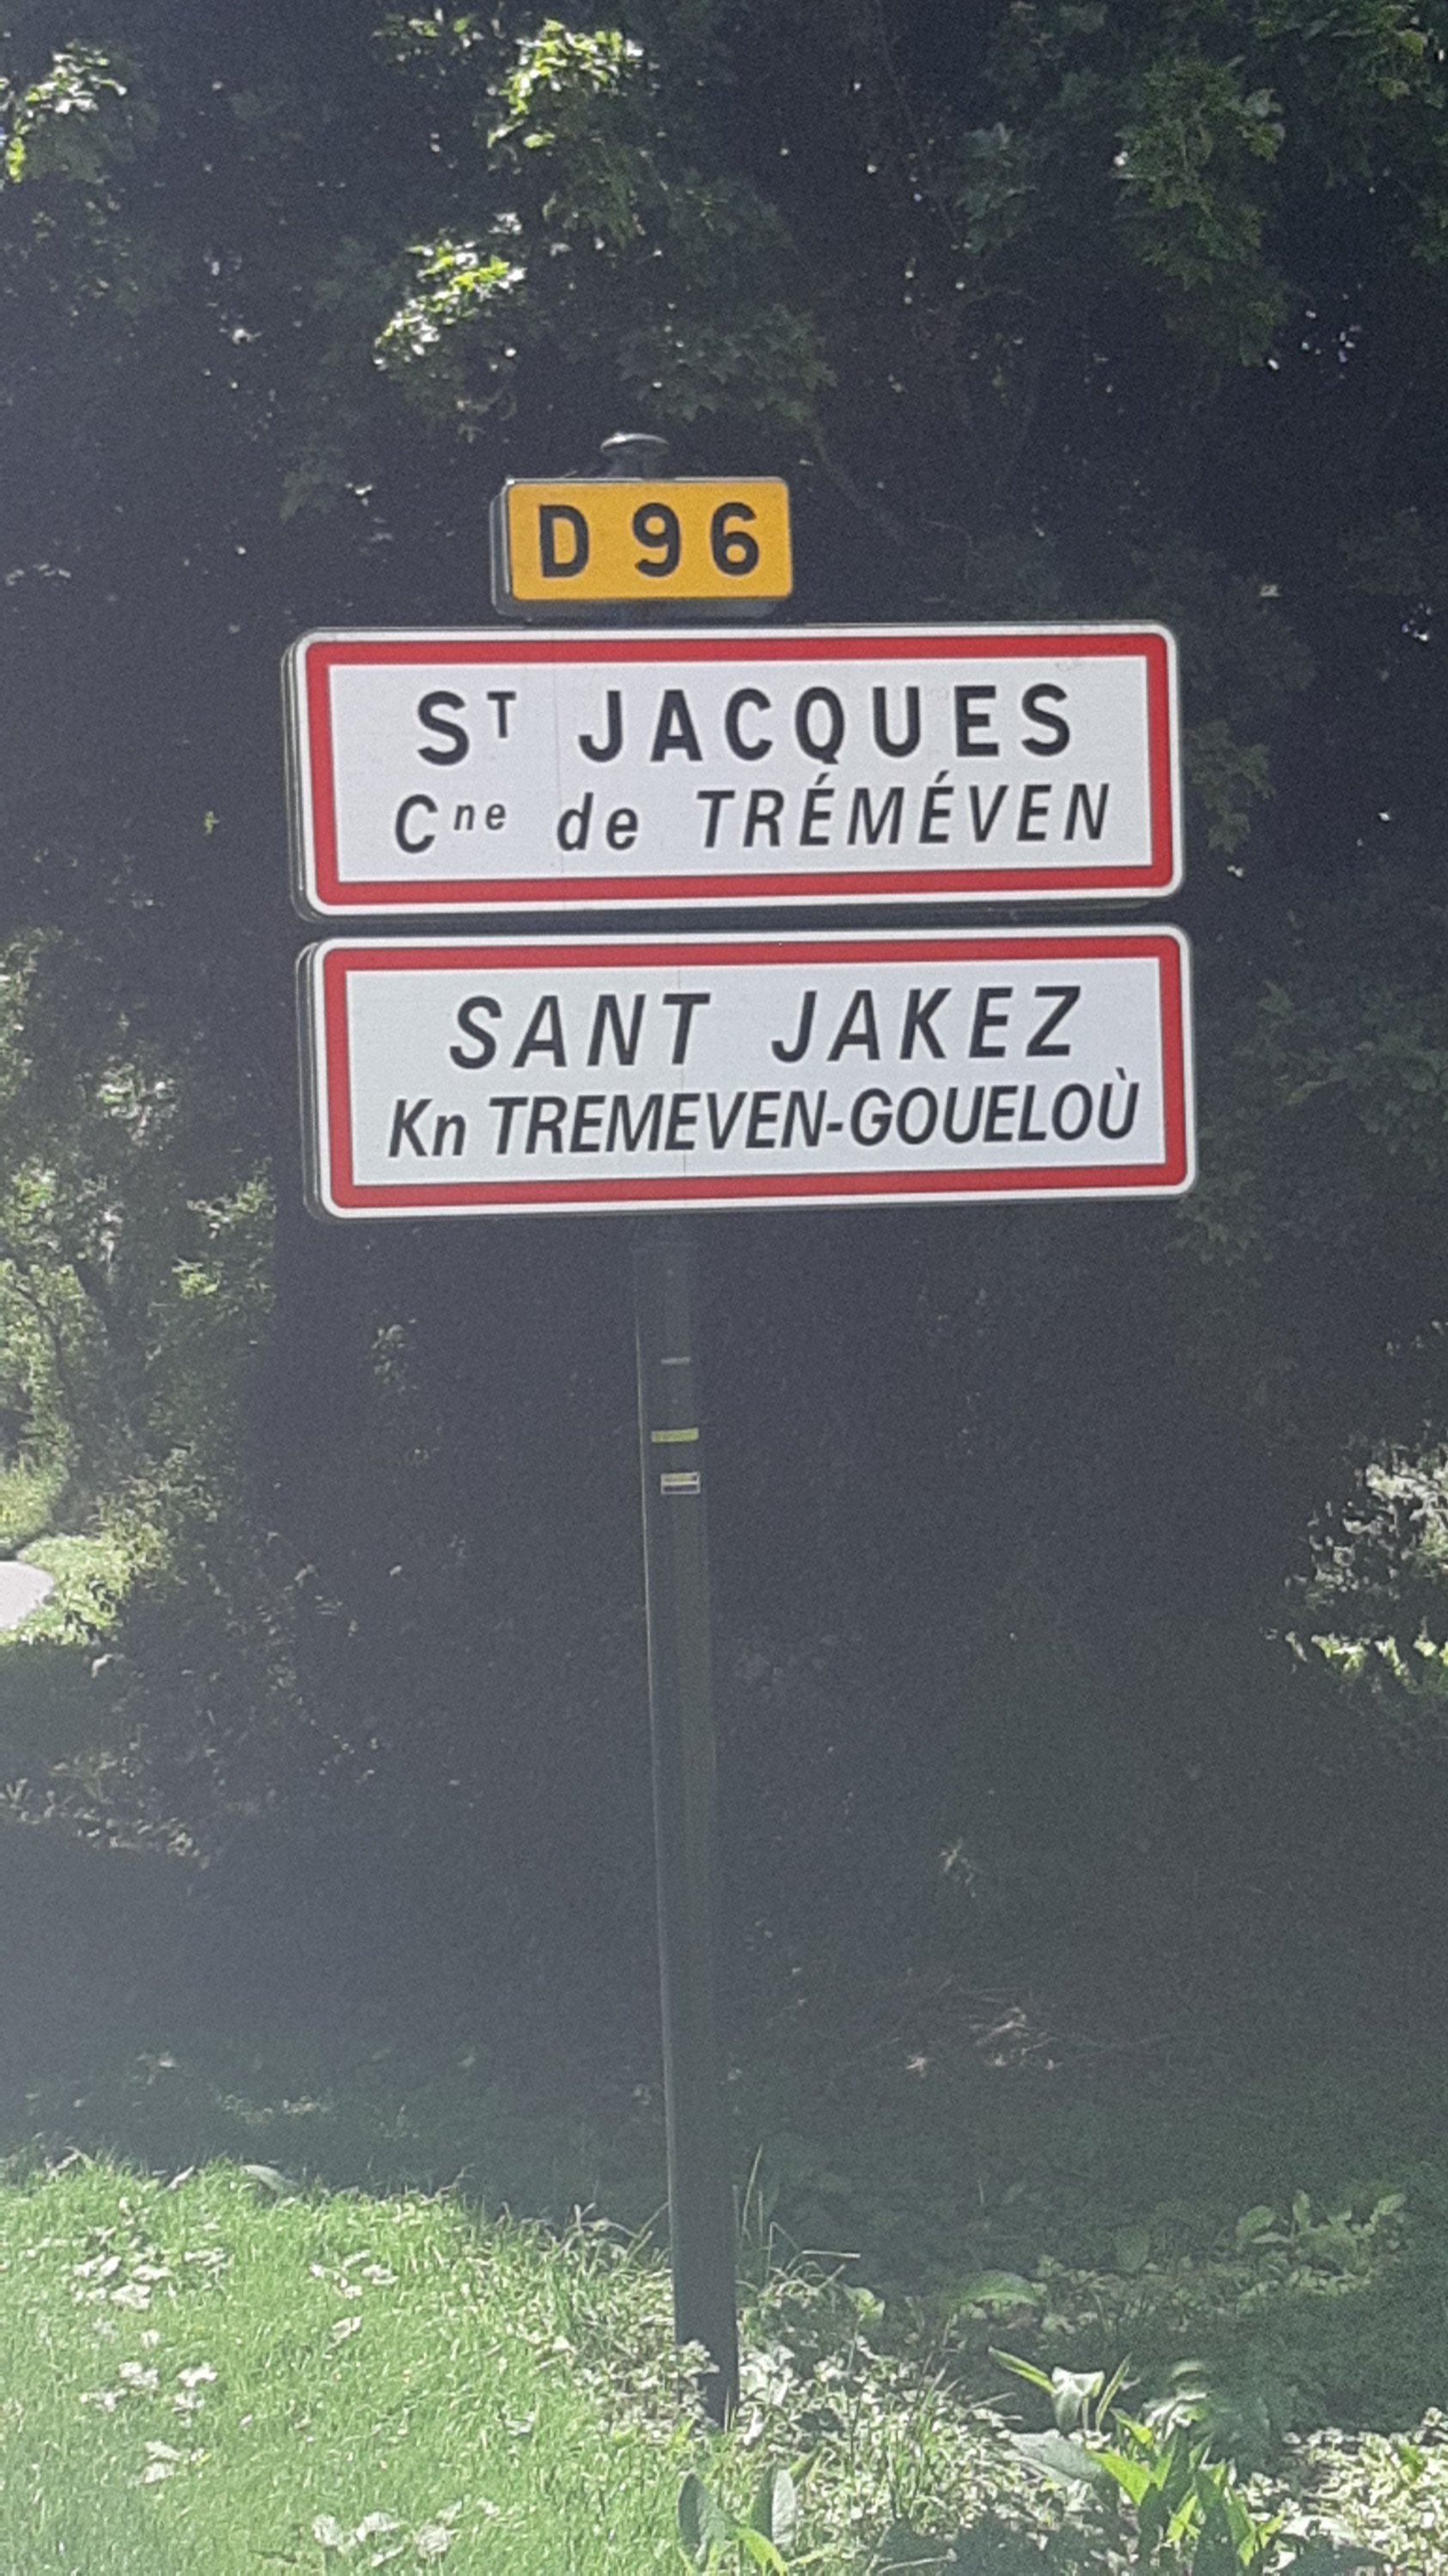 D 96
ST JACQUES
Cne de TRÉMÉVEN
SANT JAKEZ
Kn TREMEVEN-GOUELOÙ